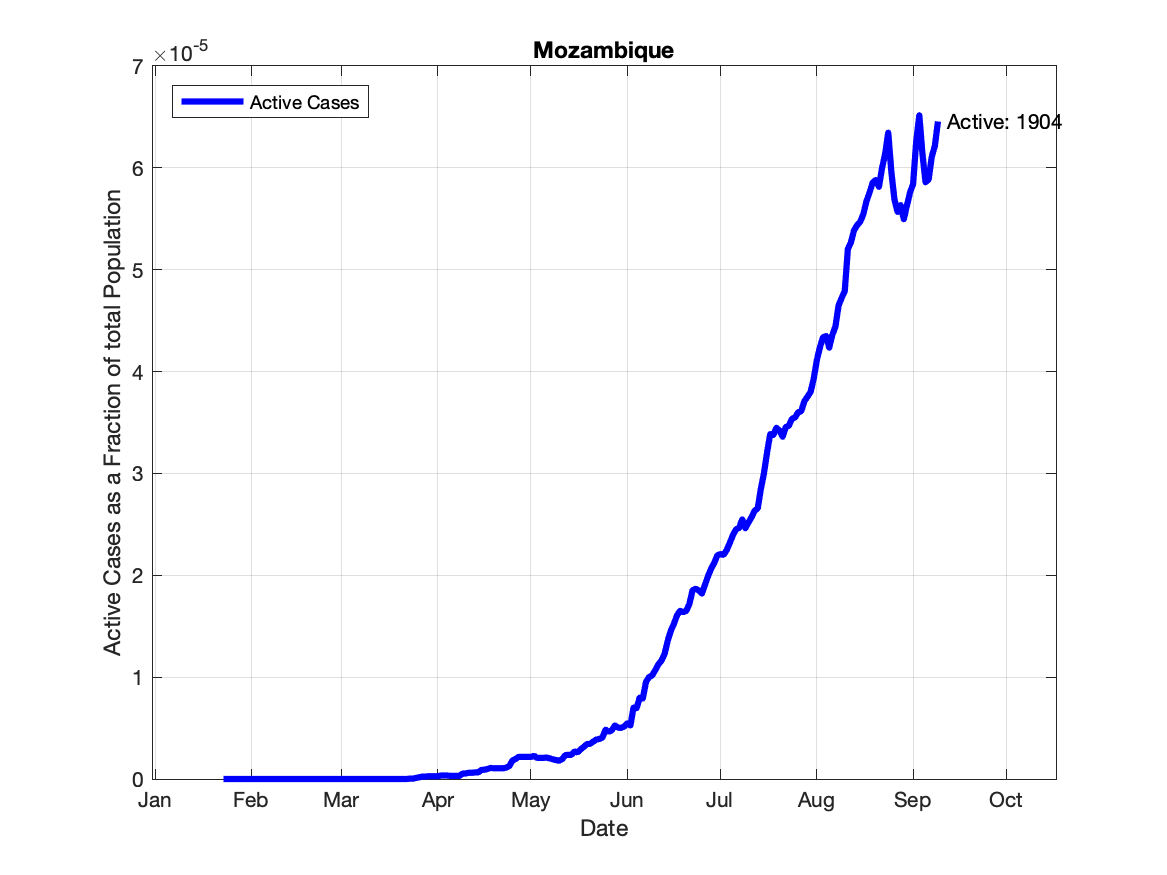 Mozambique
×10-5
Active Cases
Active: 1904
7
6
5
4
3
2
1
0
Active Cases as a Fraction of total Population
Jan Feb Mar Apr May Jun Jul Aug Sep Oct
Date